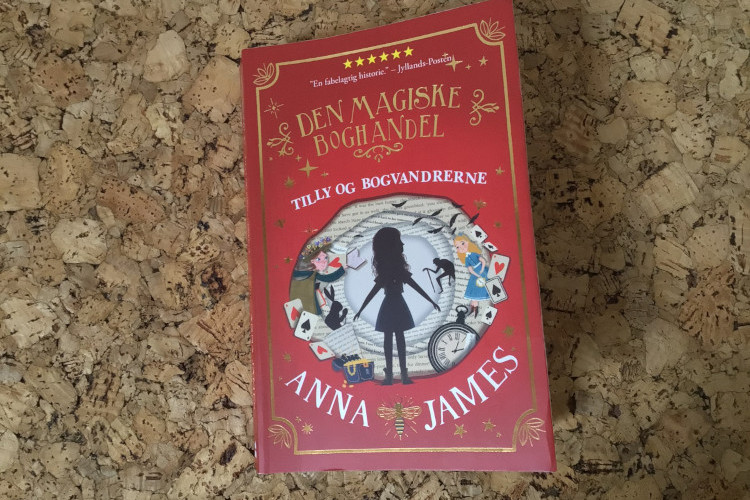 "En fabelagtig historie." – Jyllands-Posten
DEN MAGISKE
BOGHANDEL
TILLY OG BOGVANDRERNE
ANNA JAMES